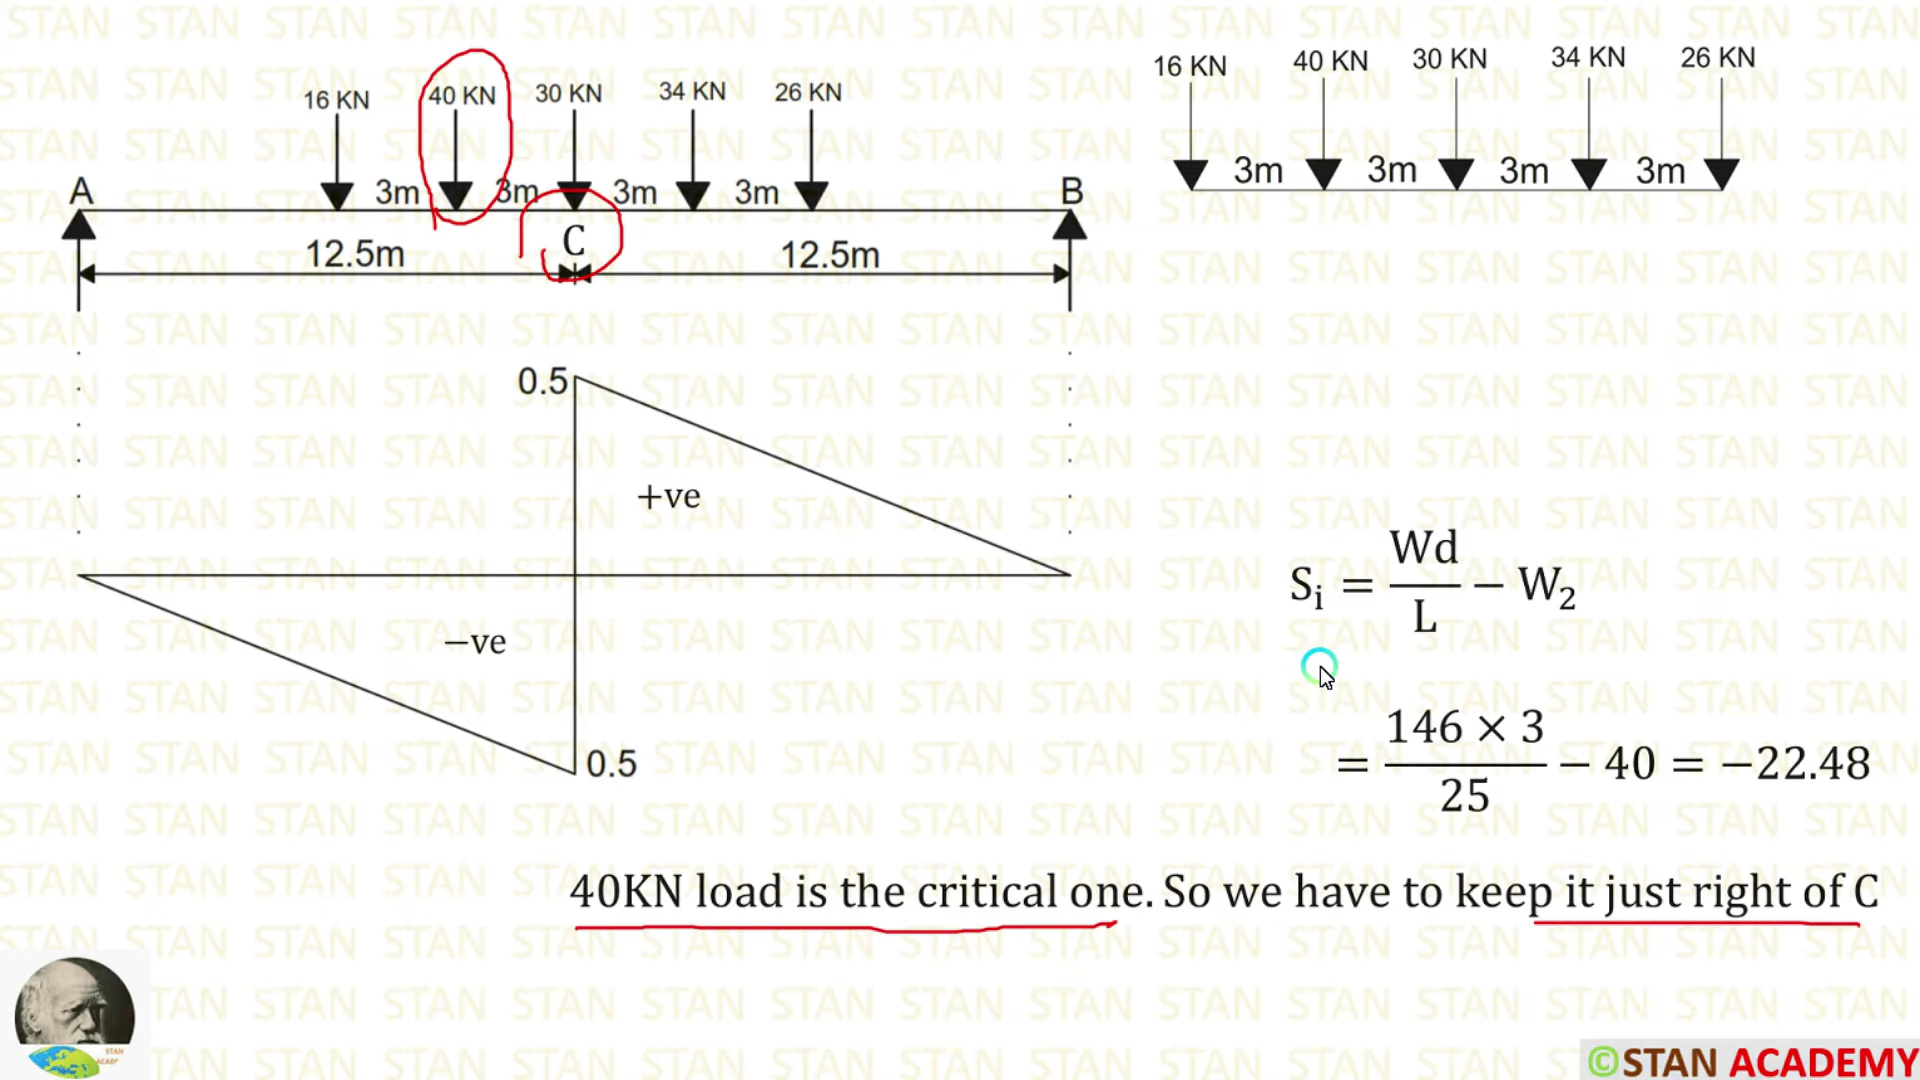 16 KN 40 KN 30 KN 34 KN 26 KN
3m 3m 3m 3m
A B
C
12.5m 12.5m
16 KN 40 KN 30 KN 34 KN 26 KN
3m 3m 3m 3m
0.5
+ve
−ve
0.5
Sᵢ = Wd/L − W₂
= 146 × 3/25 − 40 = −22.48
40KN load is the critical one. So we have to keep it just right of C
STAN
©STAN ACADEMY